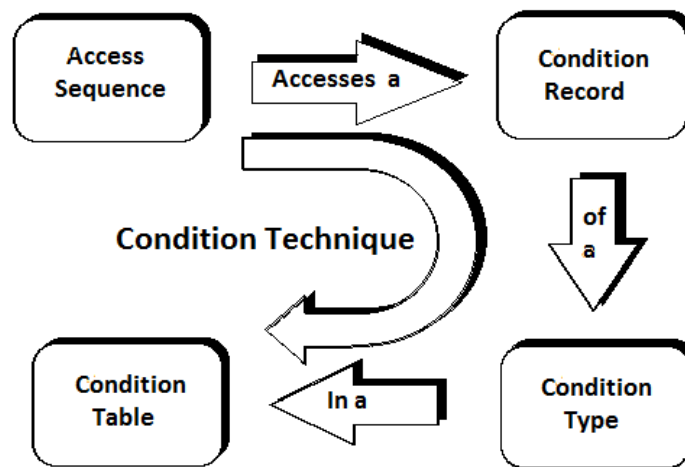 Access
Sequence
Accesses a
Condition
Record
of
a
Condition Technique
Condition
Type
In a
Condition
Table